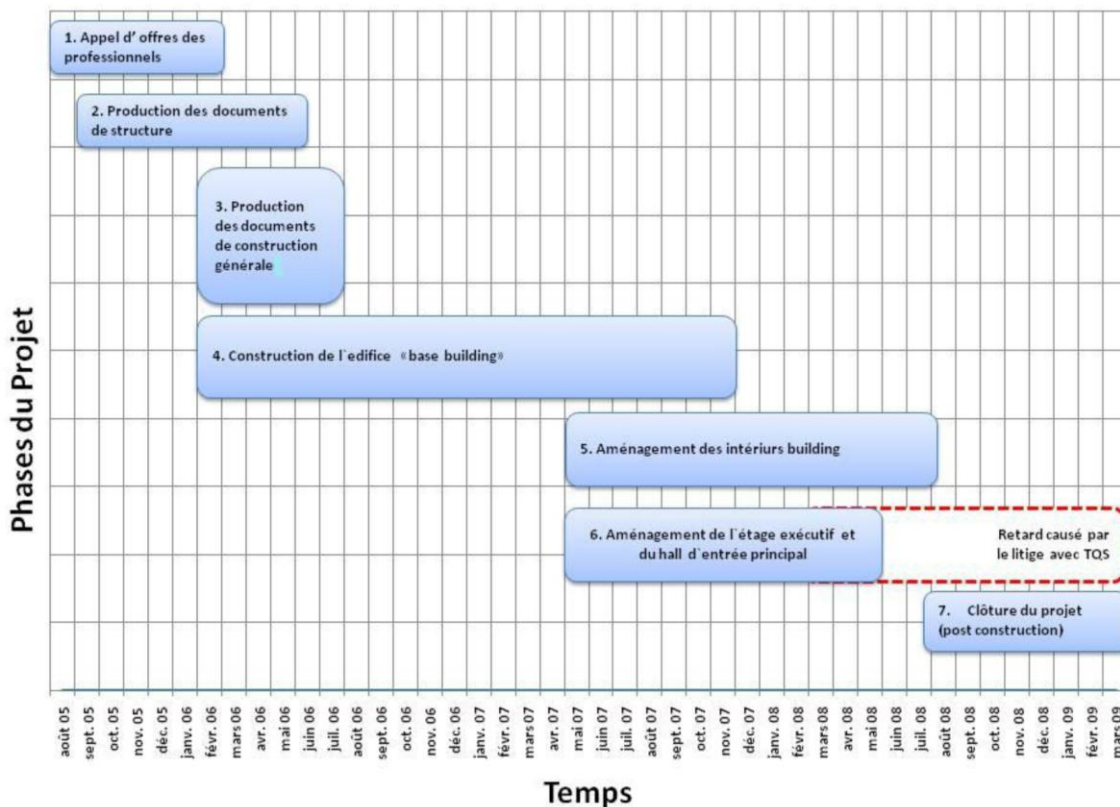 1. Appel d' offres des
professionnels
2. Production des documents
de structure
3. Production
des documents
de construction
générale
4. Construction de l`edifice «base building»
5. Aménagement des intériurs building
6. Aménagement de l`étage exécutif et
du hall d`entrée principal
Retard causé par
le litige avec TQS
7. Clôture du projet
(post construction)
Phases du Projet
août 05
sept. 05
oct. 05
nov. 05
déc. 05
janv. 06
févr. 06
mars 06
avr. 06
mai 06
juin 06
juil. 06
août 06
sept. 06
oct. 06
nov. 06
déc. 06
janv. 07
févr. 07
mars 07
avr. 07
mai 07
juin 07
juil. 07
août 07
sept. 07
oct. 07
nov. 07
déc. 07
janv. 08
févr. 08
mars 08
avr. 08
mai 08
juin 08
juil. 08
août 08
sept. 08
oct. 08
nov. 08
déc. 08
janv. 09
févr. 09
mars 09
Temps